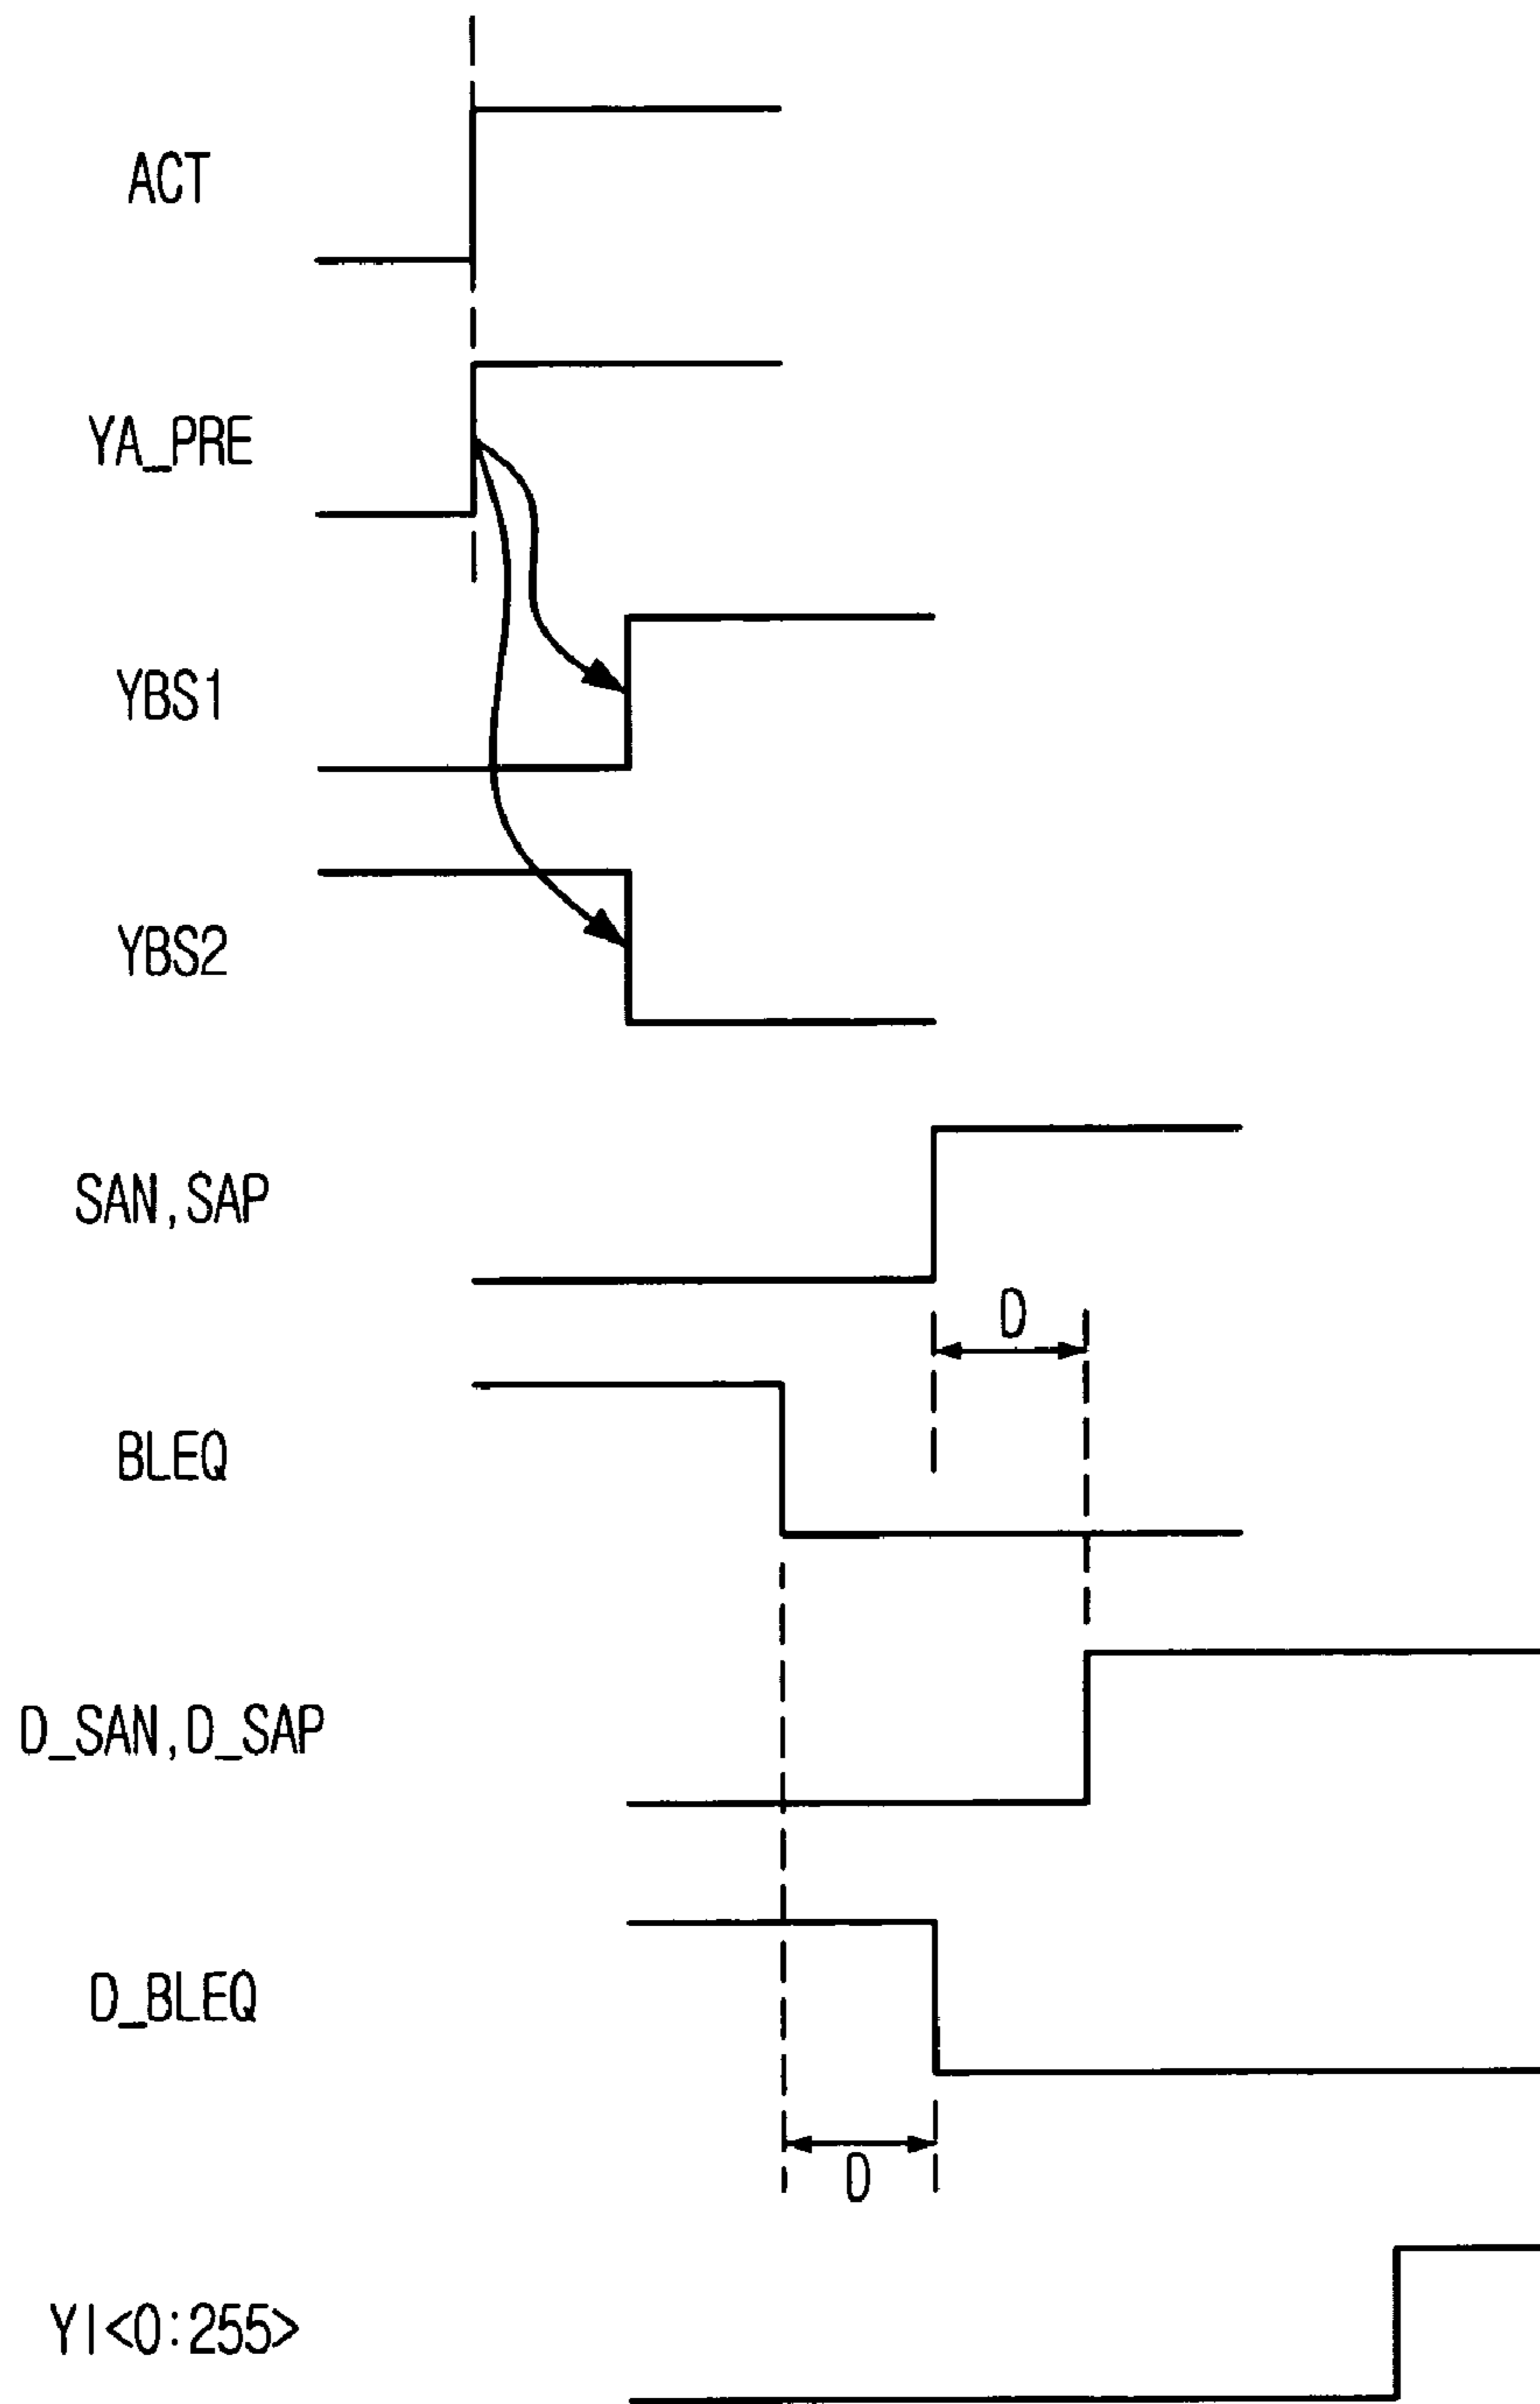 ACT
YA_PRE
YBS1
YBS2
SAN,SAP
D
BLEQ
D_SAN,D_SAP
D_BLEQ
D
YI<0:255>